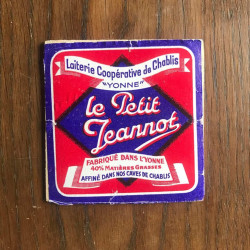 Laiterie Coopérative de Chablis
"YONNE"
Le Petit
Jeannot
FABRIQUÉ DANS L'YONNE
40% MATIÈRES GRASSES
AFFINÉ DANS NOS CAVES DE CHABLIS